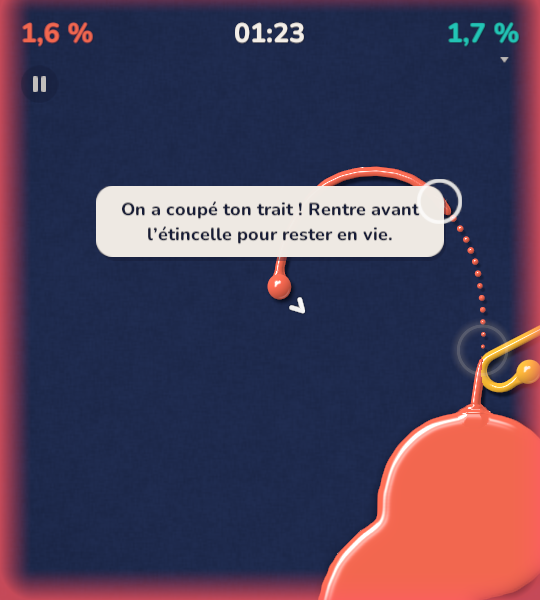 1,6 % 01:23 1,7 %
On a coupé ton trait ! Rentre avant
l’étincelle pour rester en vie.